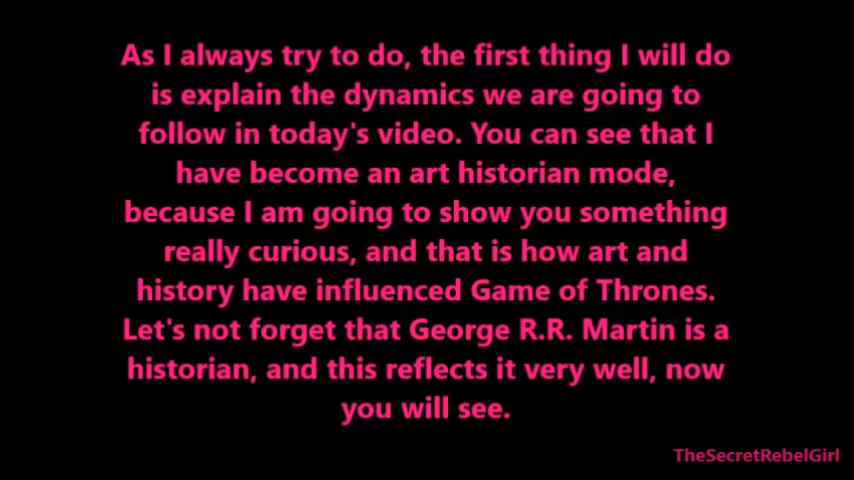 As I always try to do, the first thing I will do
is explain the dynamics we are going to
follow in today's video. You can see that I
have become an art historian mode,
because I am going to show you something
really curious, and that is how art and
history have influenced Game of Thrones.
Let's not forget that George R.R. Martin is a
historian, and this reflects it very well, now
you will see.
TheSecretRebelGirl